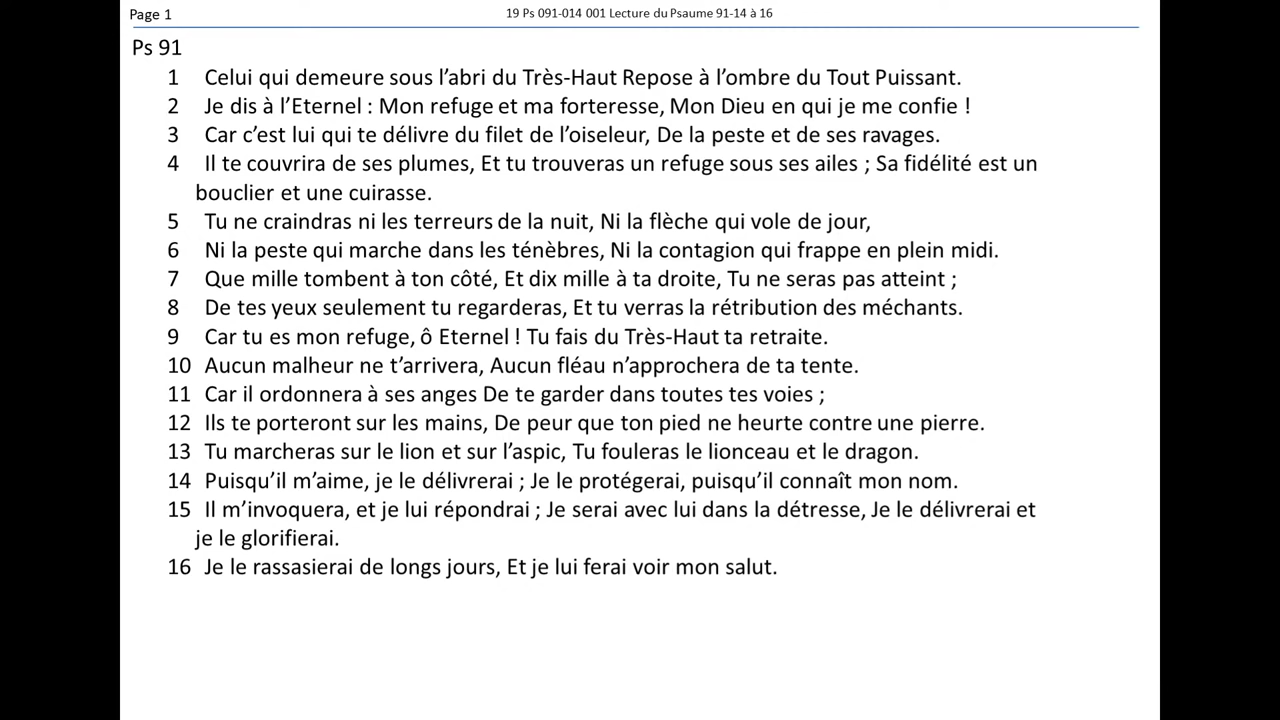 Page 1
19 Ps 091-014 001 Lecture du Psaume 91-14 à 16
Ps 91
1 Celui qui demeure sous l’abri du Très-Haut Repose à l’ombre du Tout Puissant.
2 Je dis à l’Eternel : Mon refuge et ma forteresse, Mon Dieu en qui je me confie !
3 Car c’est lui qui te délivre du filet de l’oiseleur, De la peste et de ses ravages.
4 Il te couvrira de ses plumes, Et tu trouveras un refuge sous ses ailes ; Sa fidélité est un
bouclier et une cuirasse.
5 Tu ne craindras ni les terreurs de la nuit, Ni la flèche qui vole de jour,
6 Ni la peste qui marche dans les ténèbres, Ni la contagion qui frappe en plein midi.
7 Que mille tombent à ton côté, Et dix mille à ta droite, Tu ne seras pas atteint ;
8 De tes yeux seulement tu regarderas, Et tu verras la rétribution des méchants.
9 Car tu es mon refuge, ô Eternel ! Tu fais du Très-Haut ta retraite.
10 Aucun malheur ne t’arrivera, Aucun fléau n’approchera de ta tente.
11 Car il ordonnera à ses anges De te garder dans toutes tes voies ;
12 Ils te porteront sur les mains, De peur que ton pied ne heurte contre une pierre.
13 Tu marcheras sur le lion et sur l’aspic, Tu fouleras le lionceau et le dragon.
14 Puisqu’il m’aime, je le délivrerai ; Je le protégerai, puisqu’il connaît mon nom.
15 Il m’invoquera, et je lui répondrai ; Je serai avec lui dans la détresse, Je le délivrerai et
je le glorifierai.
16 Je le rassasierai de longs jours, Et je lui ferai voir mon salut.